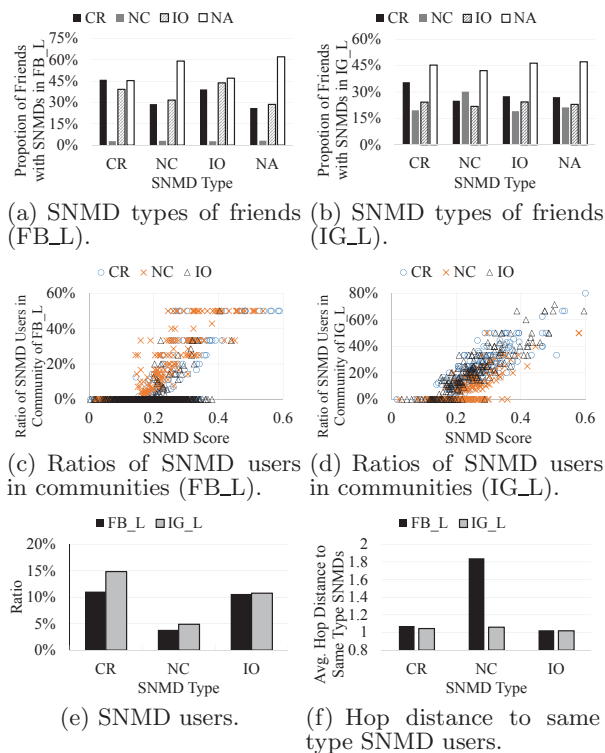 CR NC IO NA
75%
60%
45%
30%
15%
0%
Propotion of Friends
with SNMDs in FB_L
CR NC IO NA
SNMD Type
(a) SNMD types of friends
(FB_L).
CR NC IO NA
60%
45%
30%
15%
0%
Propotion of Friends
with SNMDs in IG_L
CR NC IO NA
SNMD Type
(b) SNMD types of friends
(IG_L).
CR NC IO
60%
40%
20%
0%
Ratio of SNMD Users in
Community of FB_L
0 0.2 0.4 0.6
SNMD Score
(c) Ratios of SNMD users
in communities (FB_L).
CR NC IO
80%
60%
40%
20%
0%
Ratio of SNMD Users in
Community of IG_L
0 0.2 0.4 0.6
SNMD Score
(d) Ratios of SNMD users
in communities (IG_L).
FB_L IG_L
20%
15%
10%
5%
0%
Ratio
CR NC IO
SNMD Type
(e) SNMD users.
FB_L IG_L
2
1.8
1.6
1.4
1.2
1
Avg. Hop Distance to
Same Type SNMDs
CR NC IO
SNMD Type
(f) Hop distance to same
type SNMD users.